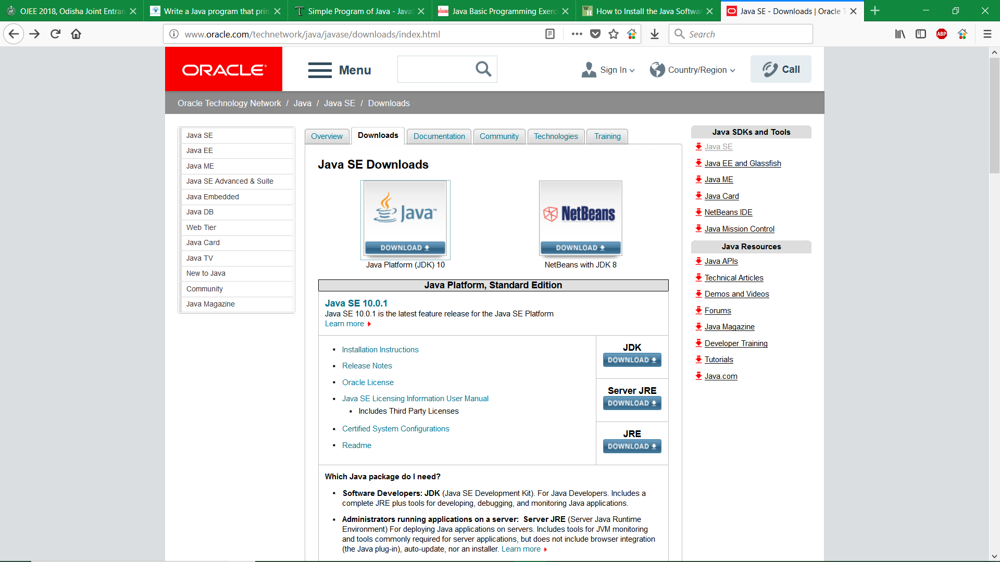 OJEE 2018, Odisha Joint Entran
Write a Java program that prin
Simple Program of Java - Java
Java Basic Programming Exerc
How to Install the Java Softwa
Java SE - Downloads | Oracle T
www.oracle.com/technetwork/java/javase/downloads/index.html
Search
ABP
ORACLE
Menu
Sign In
Country/Region
Call
Oracle Technology Network / Java / Java SE / Downloads
Java SE
Java EE
Java ME
Java SE Advanced & Suite
Java Embedded
Java DB
Web Tier
Java Card
Java TV
New to Java
Community
Java Magazine
Overview
Downloads
Documentation
Community
Technologies
Training
Java SE Downloads
Java™
DOWNLOAD
Java Platform (JDK) 10
NetBeans
DOWNLOAD
NetBeans with JDK 8
Java Platform, Standard Edition
Java SE 10.0.1
Java SE 10.0.1 is the latest feature release for the Java SE Platform
Learn more
Installation Instructions
Release Notes
Oracle License
Java SE Licensing Information User Manual
Includes Third Party Licenses
Certified System Configurations
Readme
JDK
DOWNLOAD
Server JRE
DOWNLOAD
JRE
DOWNLOAD
Which Java package do I need?
Software Developers: JDK (Java SE Development Kit). For Java Developers. Includes a
complete JRE plus tools for developing, debugging, and monitoring Java applications.
Administrators running applications on a server: Server JRE (Server Java Runtime
Environment) For deploying Java applications on servers. Includes tools for JVM monitoring
and tools commonly required for server applications, but does not include browser integration
(the Java plug-in), auto-update, nor an installer. Learn more
Java SDKs and Tools
Java SE
Java EE and Glassfish
Java ME
Java Card
NetBeans IDE
Java Mission Control
Java Resources
Java APIs
Technical Articles
Demos and Videos
Forums
Java Magazine
Developer Training
Tutorials
Java.com